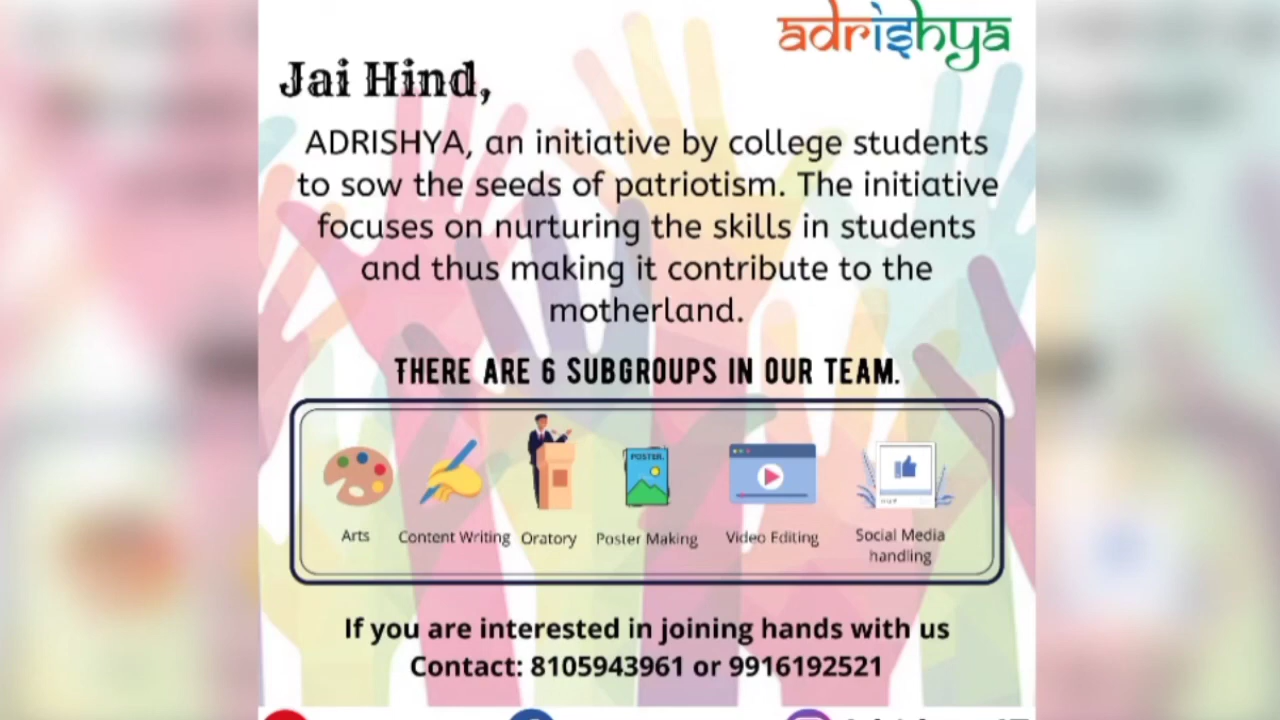 adrishya
Jai Hind,
ADRISHYA, an initiative by college students
to sow the seeds of patriotism. The initiative
focuses on nurturing the skills in students
and thus making it contribute to the
motherland.
THERE ARE 6 SUBGROUPS IN OUR TEAM.
POSTER.
Arts Content Writing Oratory Poster Making Video Editing Social Media
handling
If you are interested in joining hands with us
Contact: 8105943961 or 9916192521